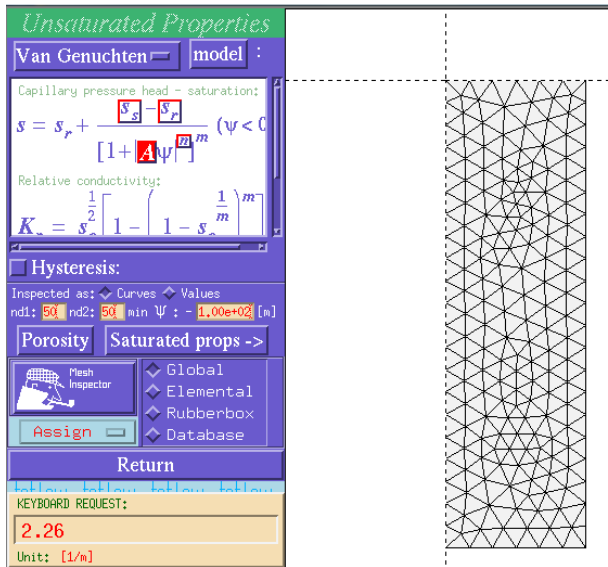 Unsaturated Properties
Van Genuchten model :
Capillary pressure head - saturation:
s = s_r + (s_s - s_r) / [1+|Aψ|^n]^m (ψ<0
Relative conductivity:
Hysteresis:
Inspected as: Curves Values
nd1: 50 nd2: 50 min Ψ : - 1.00e+02 [m]
Porosity Saturated props ->
Mesh
Inspector
Global
Elemental
Rubberbox
Database
Assign
Return
KEYBOARD REQUEST:
2.26
Unit: [1/m]